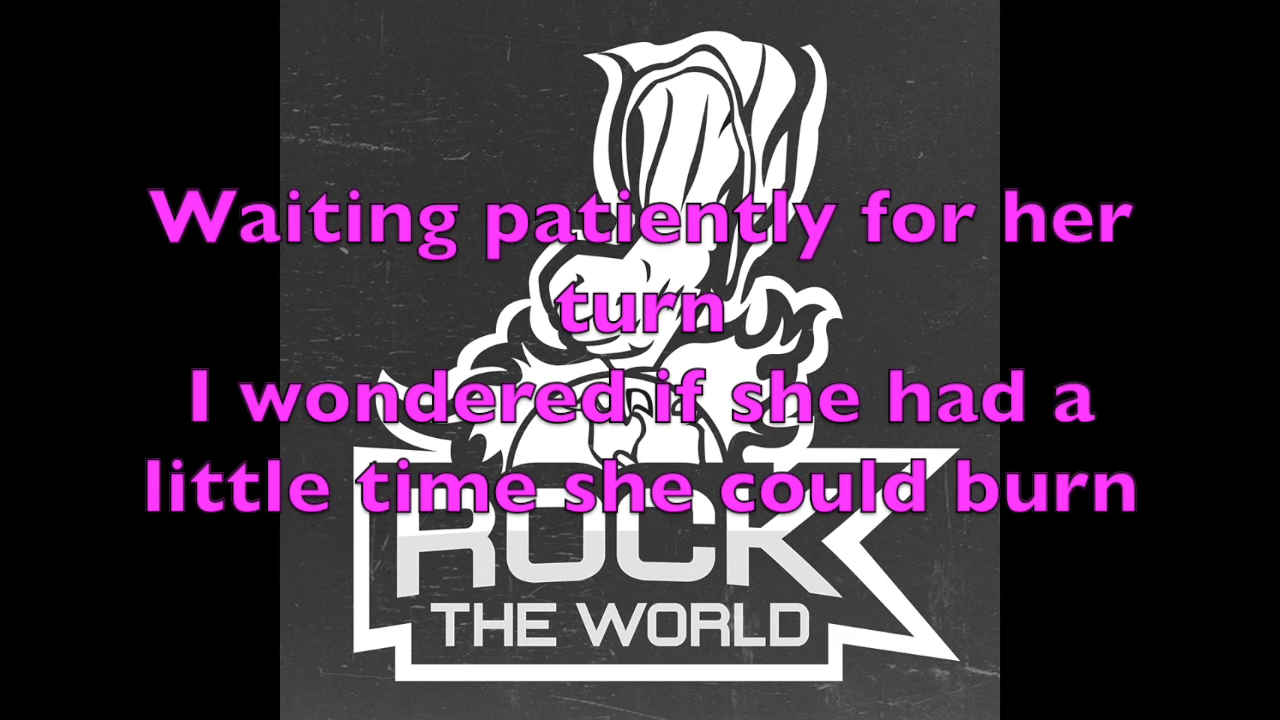 Waiting patiently for her
turn
I wondered if she had a
little time she could burn
ROCK
THE WORLD